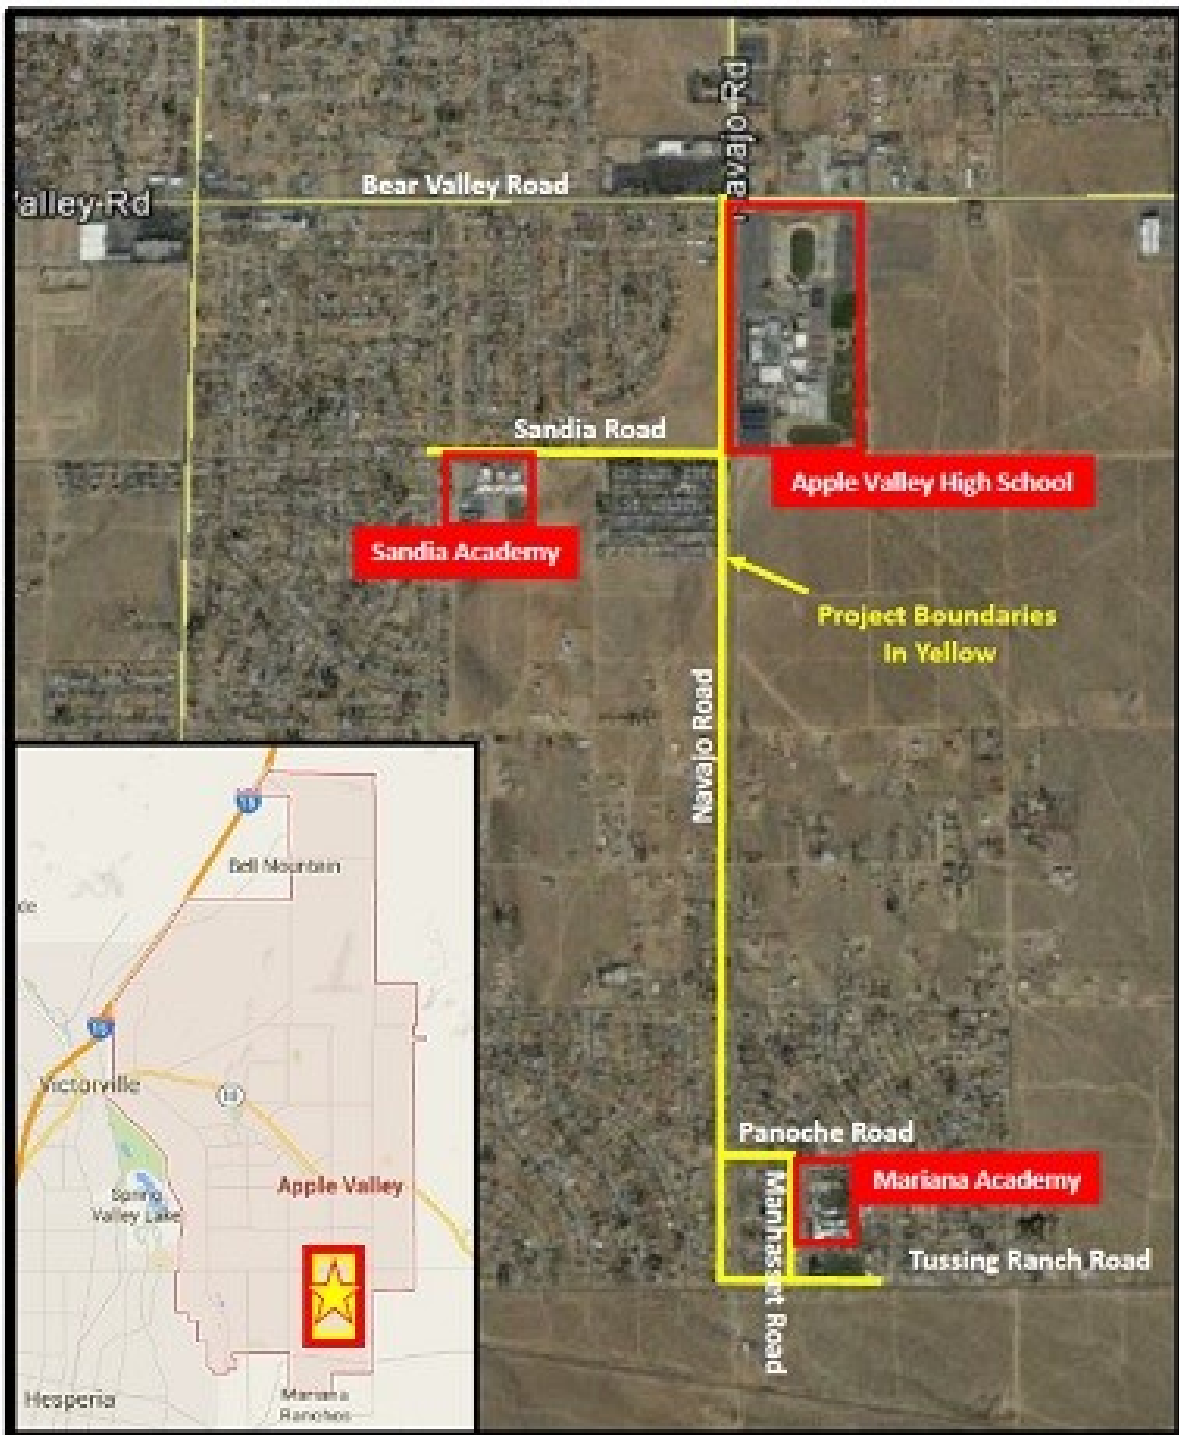 Navajo-Rd
Bear Valley Road
Valley-Rd
Sandia Road
Apple Valley High School
Sandia Academy
Project Boundaries
In Yellow
Navajo Road
Bell Mountain
de
Victorville
18
Apple Valley
Spring
Valley Lake
Hesperia
Mariana
Ranchos
Panoche Road
Mariana Academy
Manhasset Road
Tussing Ranch Road